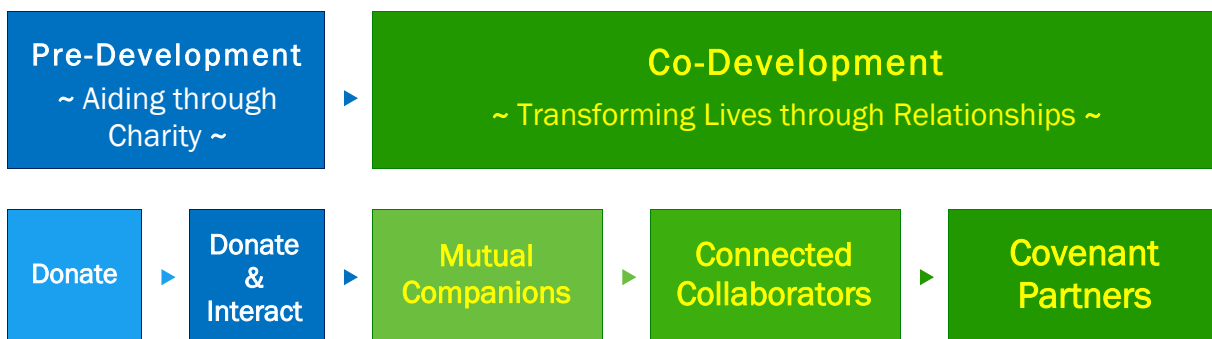 Pre-Development
~ Aiding through
Charity ~
Co-Development
~ Transforming Lives through Relationships ~
Donate
Donate
&
Interact
Mutual
Companions
Connected
Collaborators
Covenant
Partners